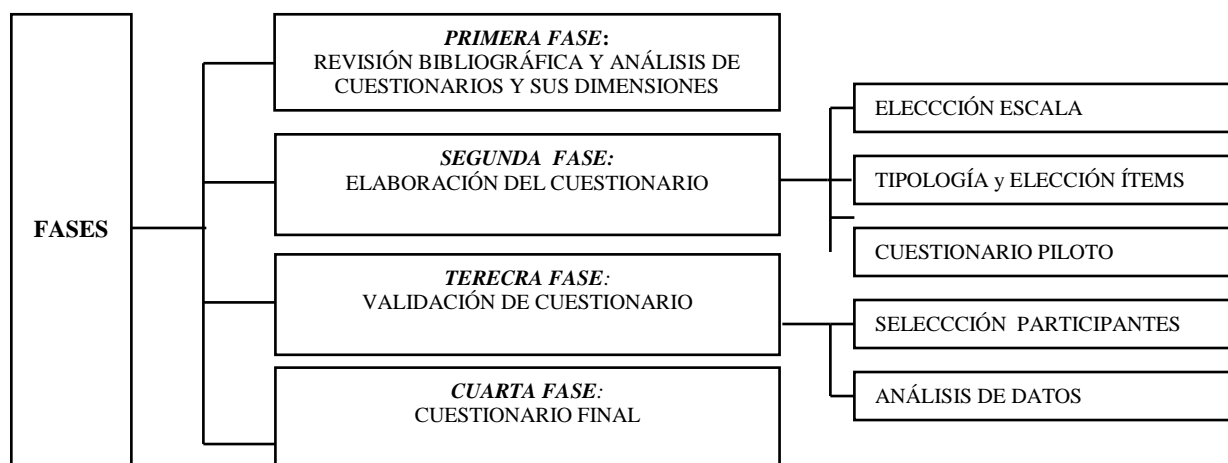 FASES
PRIMERA FASE:
REVISIÓN BIBLIOGRÁFICA Y ANÁLISIS DE
CUESTIONARIOS Y SUS DIMENSIONES
SEGUNDA FASE:
ELABORACIÓN DEL CUESTIONARIO
ELECCCIÓN ESCALA
TIPOLOGÍA y ELECCIÓN ÍTEMS
CUESTIONARIO PILOTO
TERECRA FASE:
VALIDACIÓN DE CUESTIONARIO
SELECCCIÓN PARTICIPANTES
ANÁLISIS DE DATOS
CUARTA FASE:
CUESTIONARIO FINAL